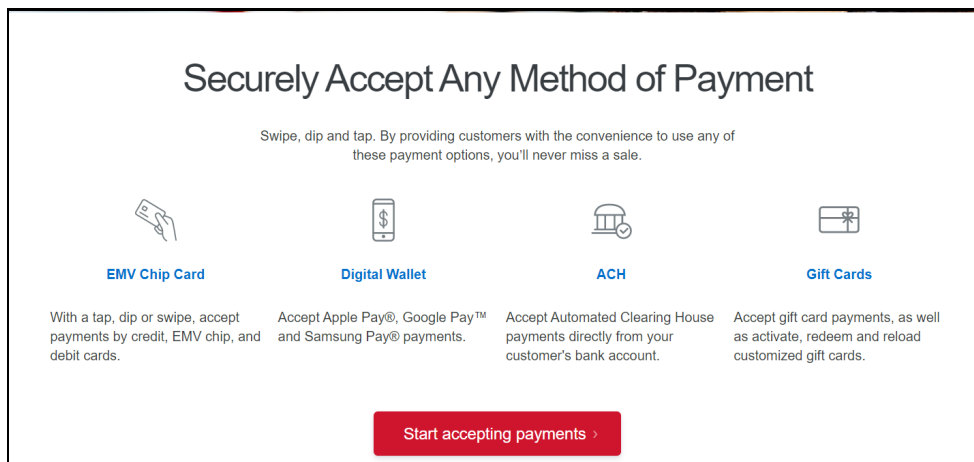 Securely Accept Any Method of Payment
Swipe, dip and tap. By providing customers with the convenience to use any of
these payment options, you’ll never miss a sale.
$
EMV Chip Card
With a tap, dip or swipe, accept
payments by credit, EMV chip, and
debit cards.
Digital Wallet
Accept Apple Pay®, Google Pay™
and Samsung Pay® payments.
ACH
Accept Automated Clearing House
payments directly from your
customer's bank account.
Gift Cards
Accept gift card payments, as well
as activate, redeem and reload
customized gift cards.
Start accepting payments ›